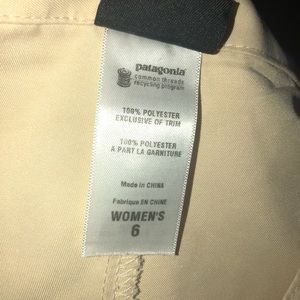 patagonia
common threads
recycling program
100% POLYESTER
EXCLUSIVE OF TRIM
100% POLYESTER
A PART LA GARNITURE
Made in CHINA
Fabrique EN CHINE
WOMEN'S
6